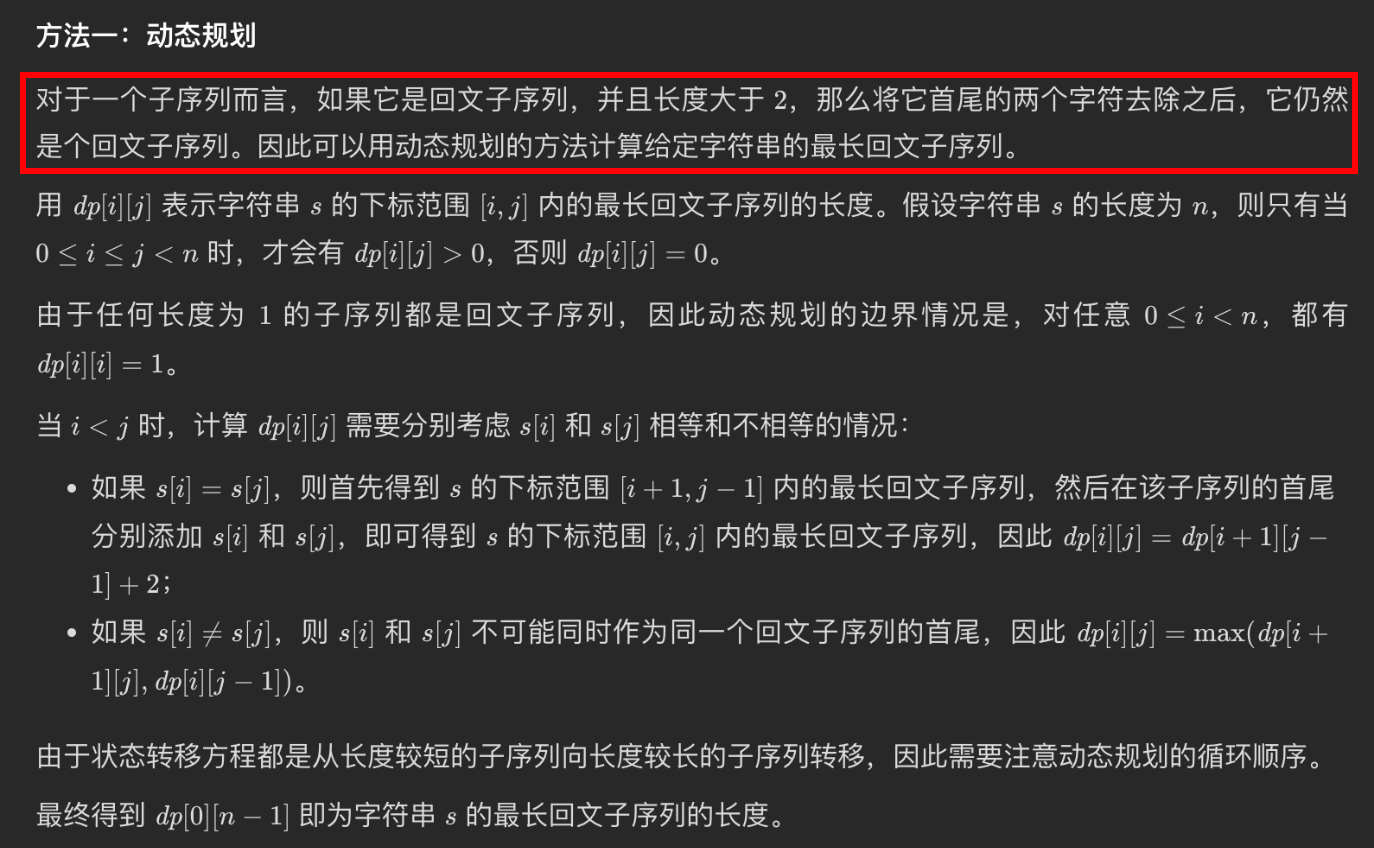 方法一：动态规划
对于一个子序列而言，如果它是回文子序列，并且长度大于 2，那么将它首尾的两个字符去除之后，它仍然
是个回文子序列。因此可以用动态规划的方法计算给定字符串的最长回文子序列。
用 dp[i][j] 表示字符串 s 的下标范围 [i, j] 内的最长回文子序列的长度。假设字符串 s 的长度为 n，则只有当
0 ≤ i ≤ j < n 时，才会有 dp[i][j] > 0，否则 dp[i][j] = 0。
由于任何长度为 1 的子序列都是回文子序列，因此动态规划的边界情况是，对任意 0 ≤ i < n，都有
dp[i][i] = 1。
当 i < j 时，计算 dp[i][j] 需要分别考虑 s[i] 和 s[j] 相等和不相等的情况：
• 如果 s[i] = s[j]，则首先得到 s 的下标范围 [i + 1, j − 1] 内的最长回文子序列，然后在该子序列的首尾
分别添加 s[i] 和 s[j]，即可得到 s 的下标范围 [i, j] 内的最长回文子序列，因此 dp[i][j] = dp[i + 1][j −
1] + 2；
• 如果 s[i] ≠ s[j]，则 s[i] 和 s[j] 不可能同时作为同一个回文子序列的首尾，因此 dp[i][j] = max(dp[i +
1][j], dp[i][j − 1])。
由于状态转移方程都是从长度较短的子序列向长度较长的子序列转移，因此需要注意动态规划的循环顺序。
最终得到 dp[0][n − 1] 即为字符串 s 的最长回文子序列的长度。